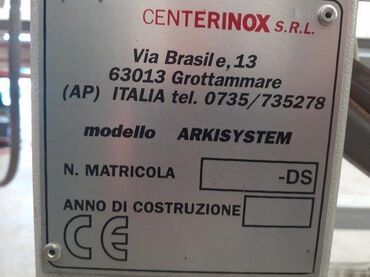 CENTERINOX S.R.L.
Via Brasile, 13
63013 Grottammare
(AP) ITALIA tel. 0735/735278
modello ARKISYSTEM
N. MATRICOLA -DS
ANNO DI COSTRUZIONE
CE